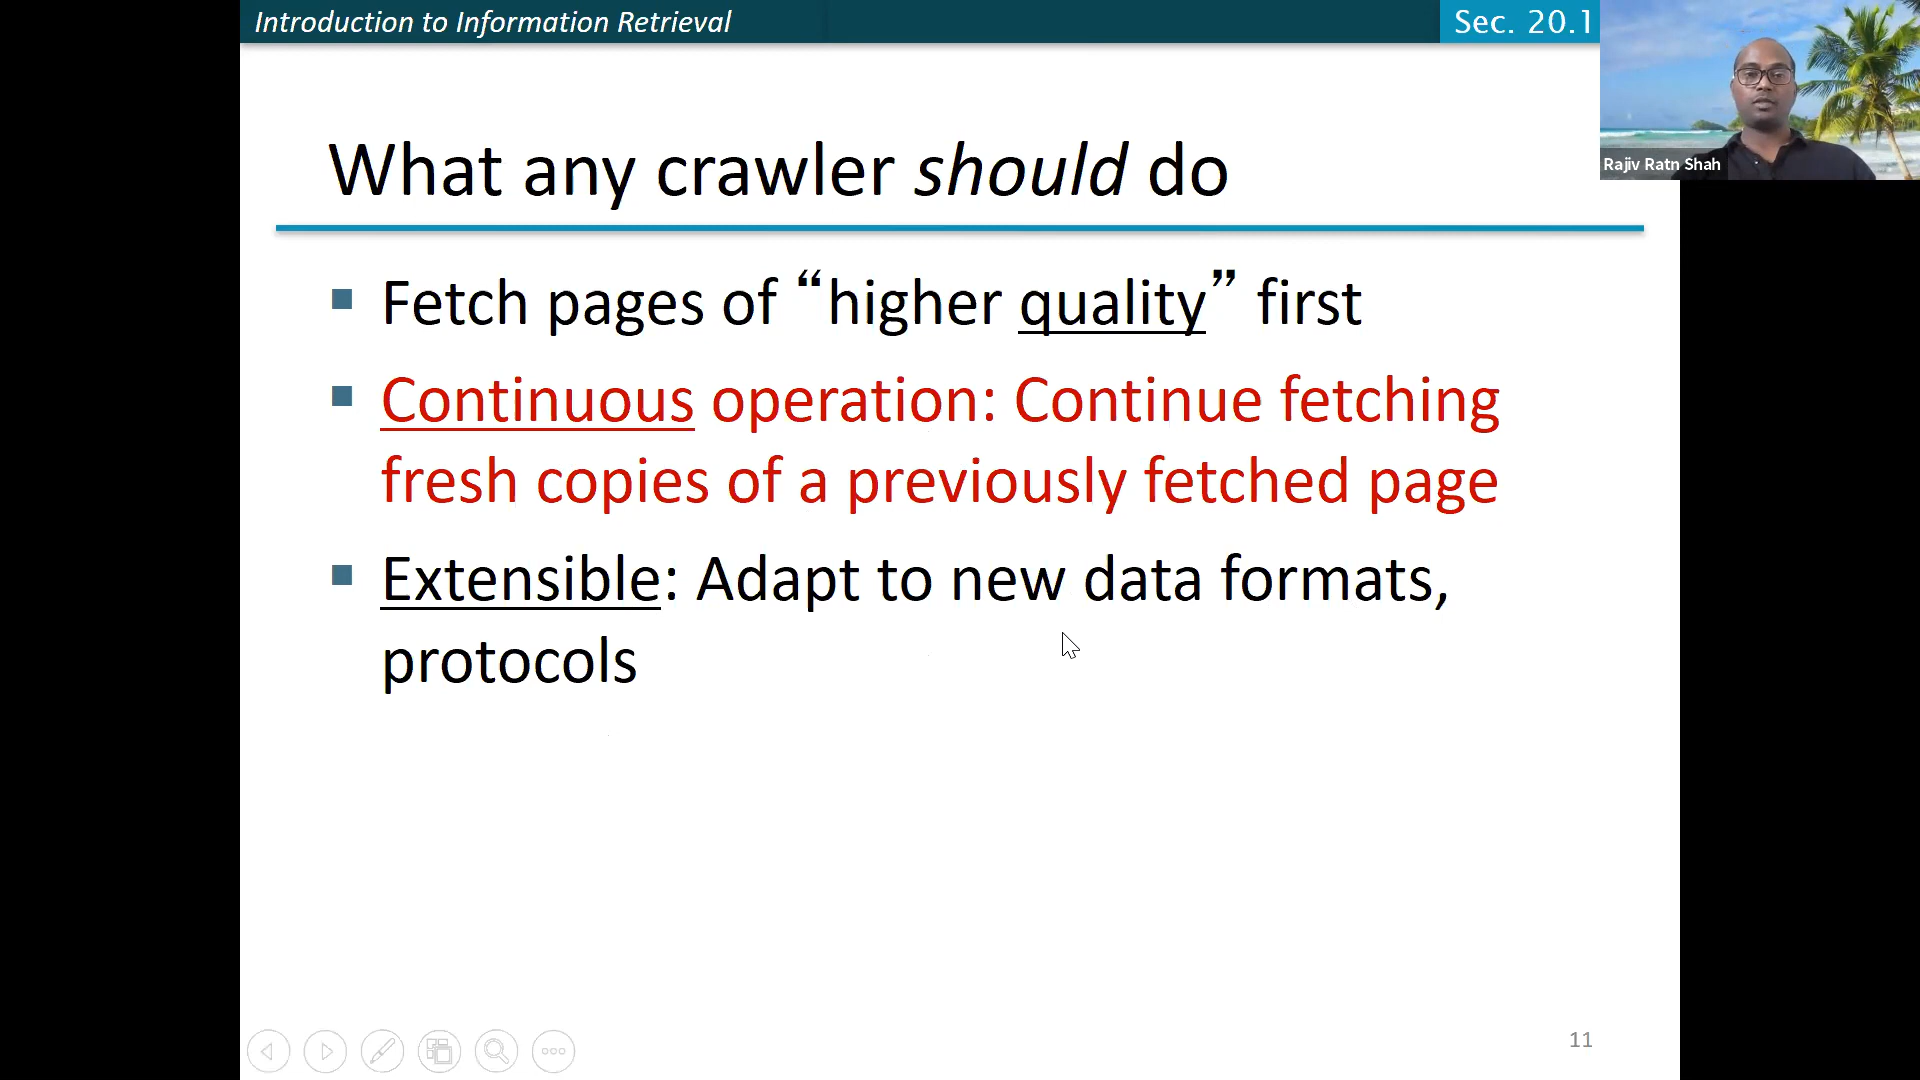 Introduction to Information Retrieval
Sec. 20.1
Rajiv Ratn Shah
What any crawler should do
Fetch pages of “higher quality” first
Continuous operation: Continue fetching
fresh copies of a previously fetched page
Extensible: Adapt to new data formats,
protocols
11